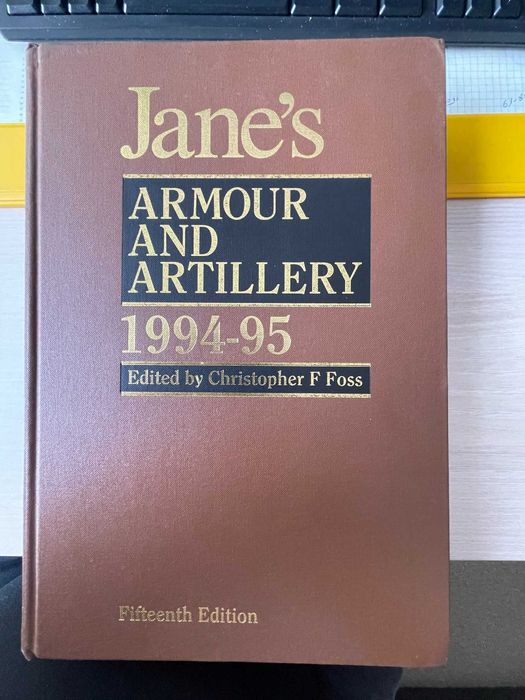 Jane's
ARMOUR
AND
ARTILLERY
1994-95
Edited by Christopher F Foss
Fifteenth Edition